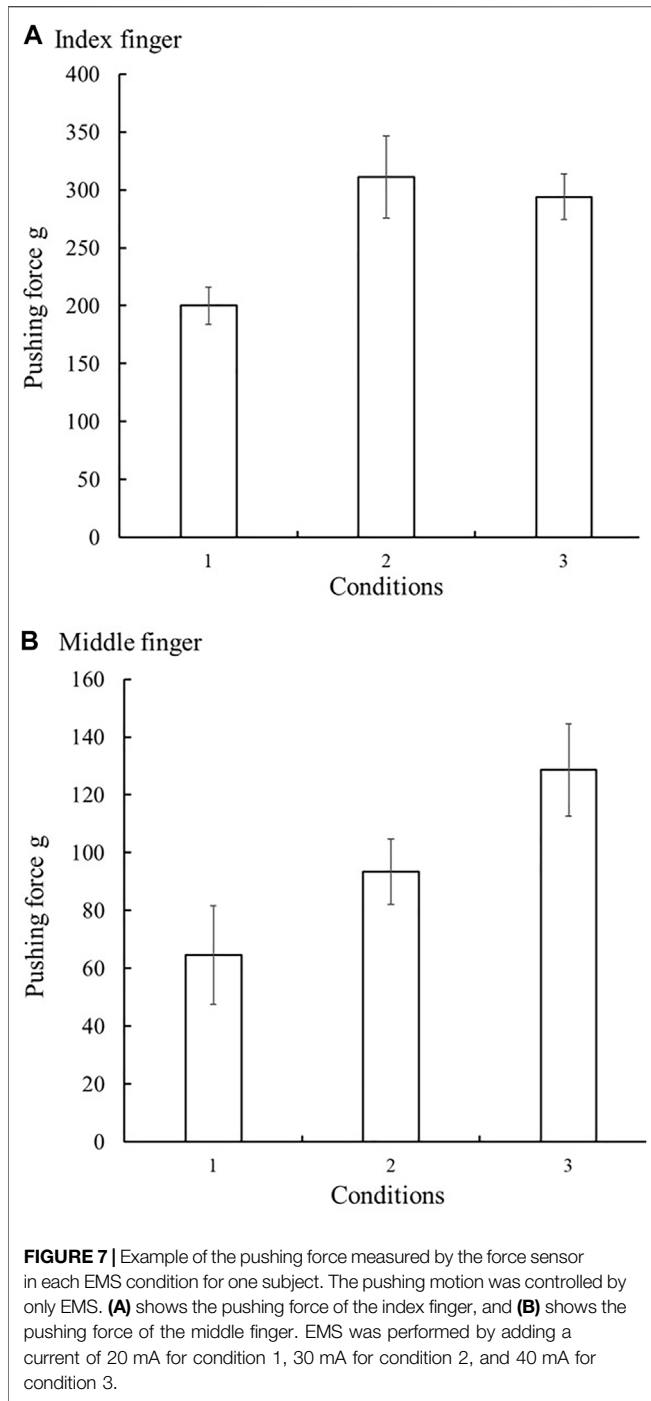 A Index finger
400
350
300
250
200
150
100
50
0
Pushing force g
1 2 3
Conditions
B Middle finger
160
140
120
100
80
60
40
20
0
Pushing force g
1 2 3
Conditions
FIGURE 7 | Example of the pushing force measured by the force sensor
in each EMS condition for one subject. The pushing motion was controlled by
only EMS. (A) shows the pushing force of the index finger, and (B) shows the
pushing force of the middle finger. EMS was performed by adding a
current of 20 mA for condition 1, 30 mA for condition 2, and 40 mA for
condition 3.